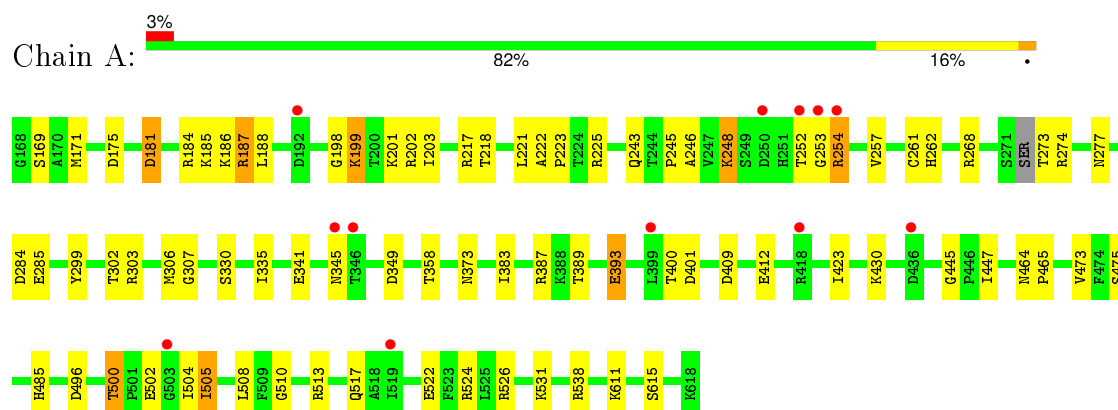 3%
Chain A:
82%
16%
•
G168 S169 A170 M171 D175 D181 R184 K185 K186 R187 L188 D192 G198 K199 T200 K201 R202 I203 R217 T218 L221 A222 P223 T224 R225 Q243 T244 P245 A246 V247 K248 S249 D250 H251 T252 G253 R254 V257 C261 H262 R268 S271 SER T273 R274 N277
D284 E285 Y299 T302 R303 M306 G307 S330 I335 E341 N345 T346 D349 T358 N373 I383 R387 K388 T389 E393 L399 T400 D401 D409 E412 R418 I423 K430 D436 G445 P446 I447 N464 P465 V473 F474 S475
H485 D496 T500 P501 E502 G503 I504 I505 L508 F509 G510 R513 Q517 A518 I519 E522 F523 R524 L525 R526 K531 R538 K611 S615 K618